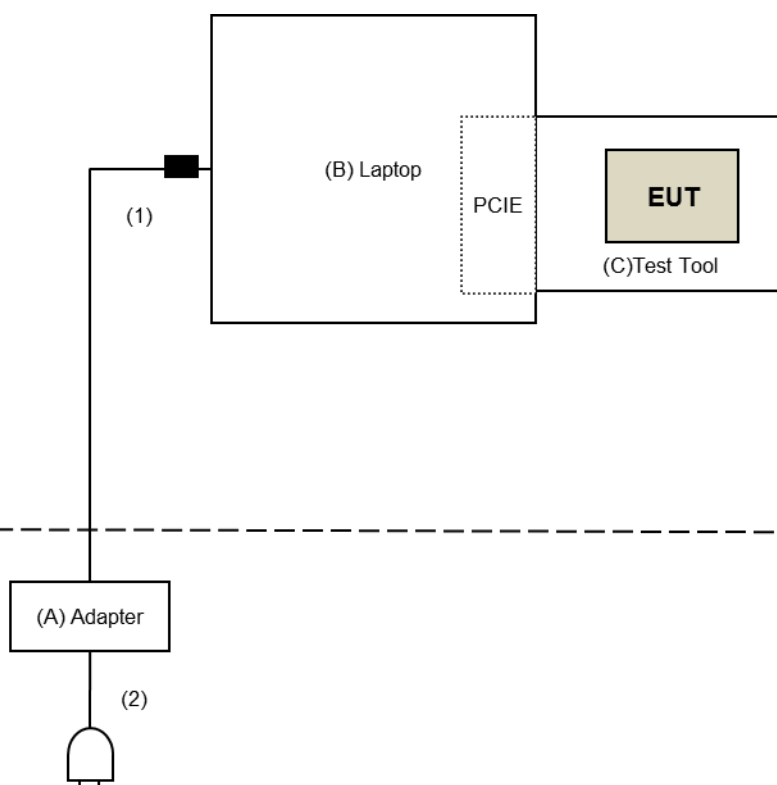 (B) Laptop
(1)
PCIE
EUT
(C)Test Tool
(A) Adapter
(2)